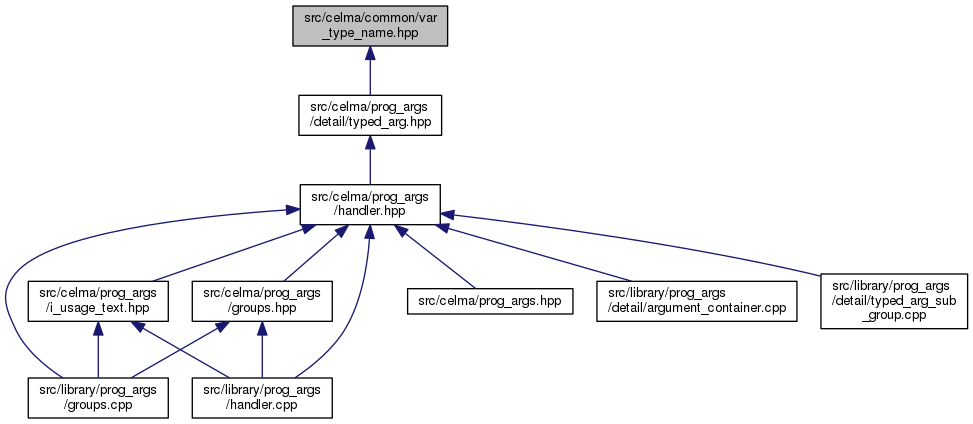 src/celma/common/var
_type_name.hpp
src/celma/prog_args
/detail/typed_arg.hpp
src/celma/prog_args
/handler.hpp
src/celma/prog_args
/i_usage_text.hpp
src/celma/prog_args
/groups.hpp
src/celma/prog_args.hpp
src/library/prog_args
/detail/argument_container.cpp
src/library/prog_args
/detail/typed_arg_sub
_group.cpp
src/library/prog_args
/groups.cpp
src/library/prog_args
/handler.cpp